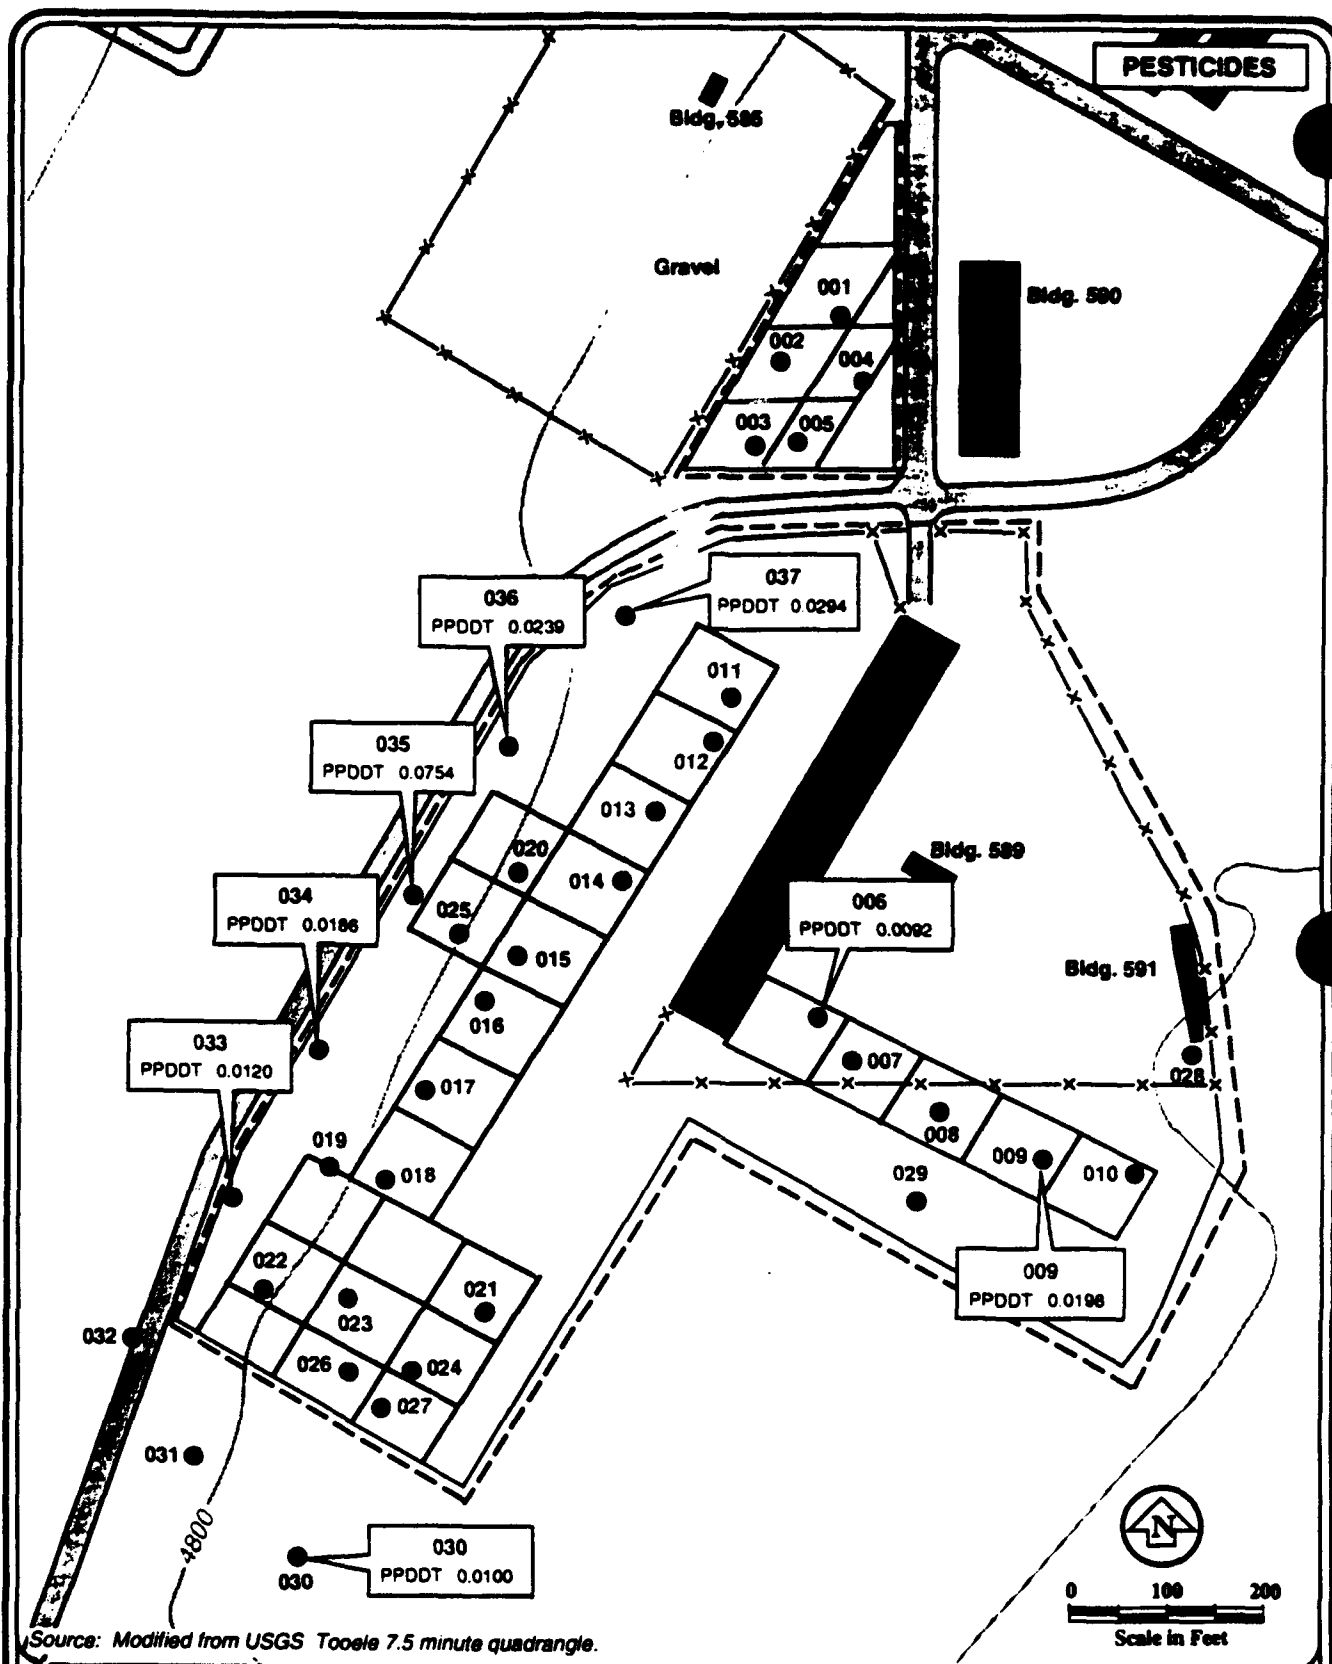 PESTICIDES
Bldg. 585
Gravel
001
Bldg. 590
002
004
003
005
037
PPDDT 0.0294
036
PPDDT 0.0239
011
035
PPDDT 0.0754
012
013
020
014
Bldg. 589
034
PPDDT 0.0186
006
PPDDT 0.0092
025
015
Bldg. 591
016
033
PPDDT 0.0120
007
028
017
019
018
008
009
010
029
022
021
009
PPDDT 0.0196
023
032
026
024
027
031
4800
030
PPDDT 0.0100
030
N
0 100 200
Scale in Feet
Source: Modified from USGS Tooele 7.5 minute quadrangle.